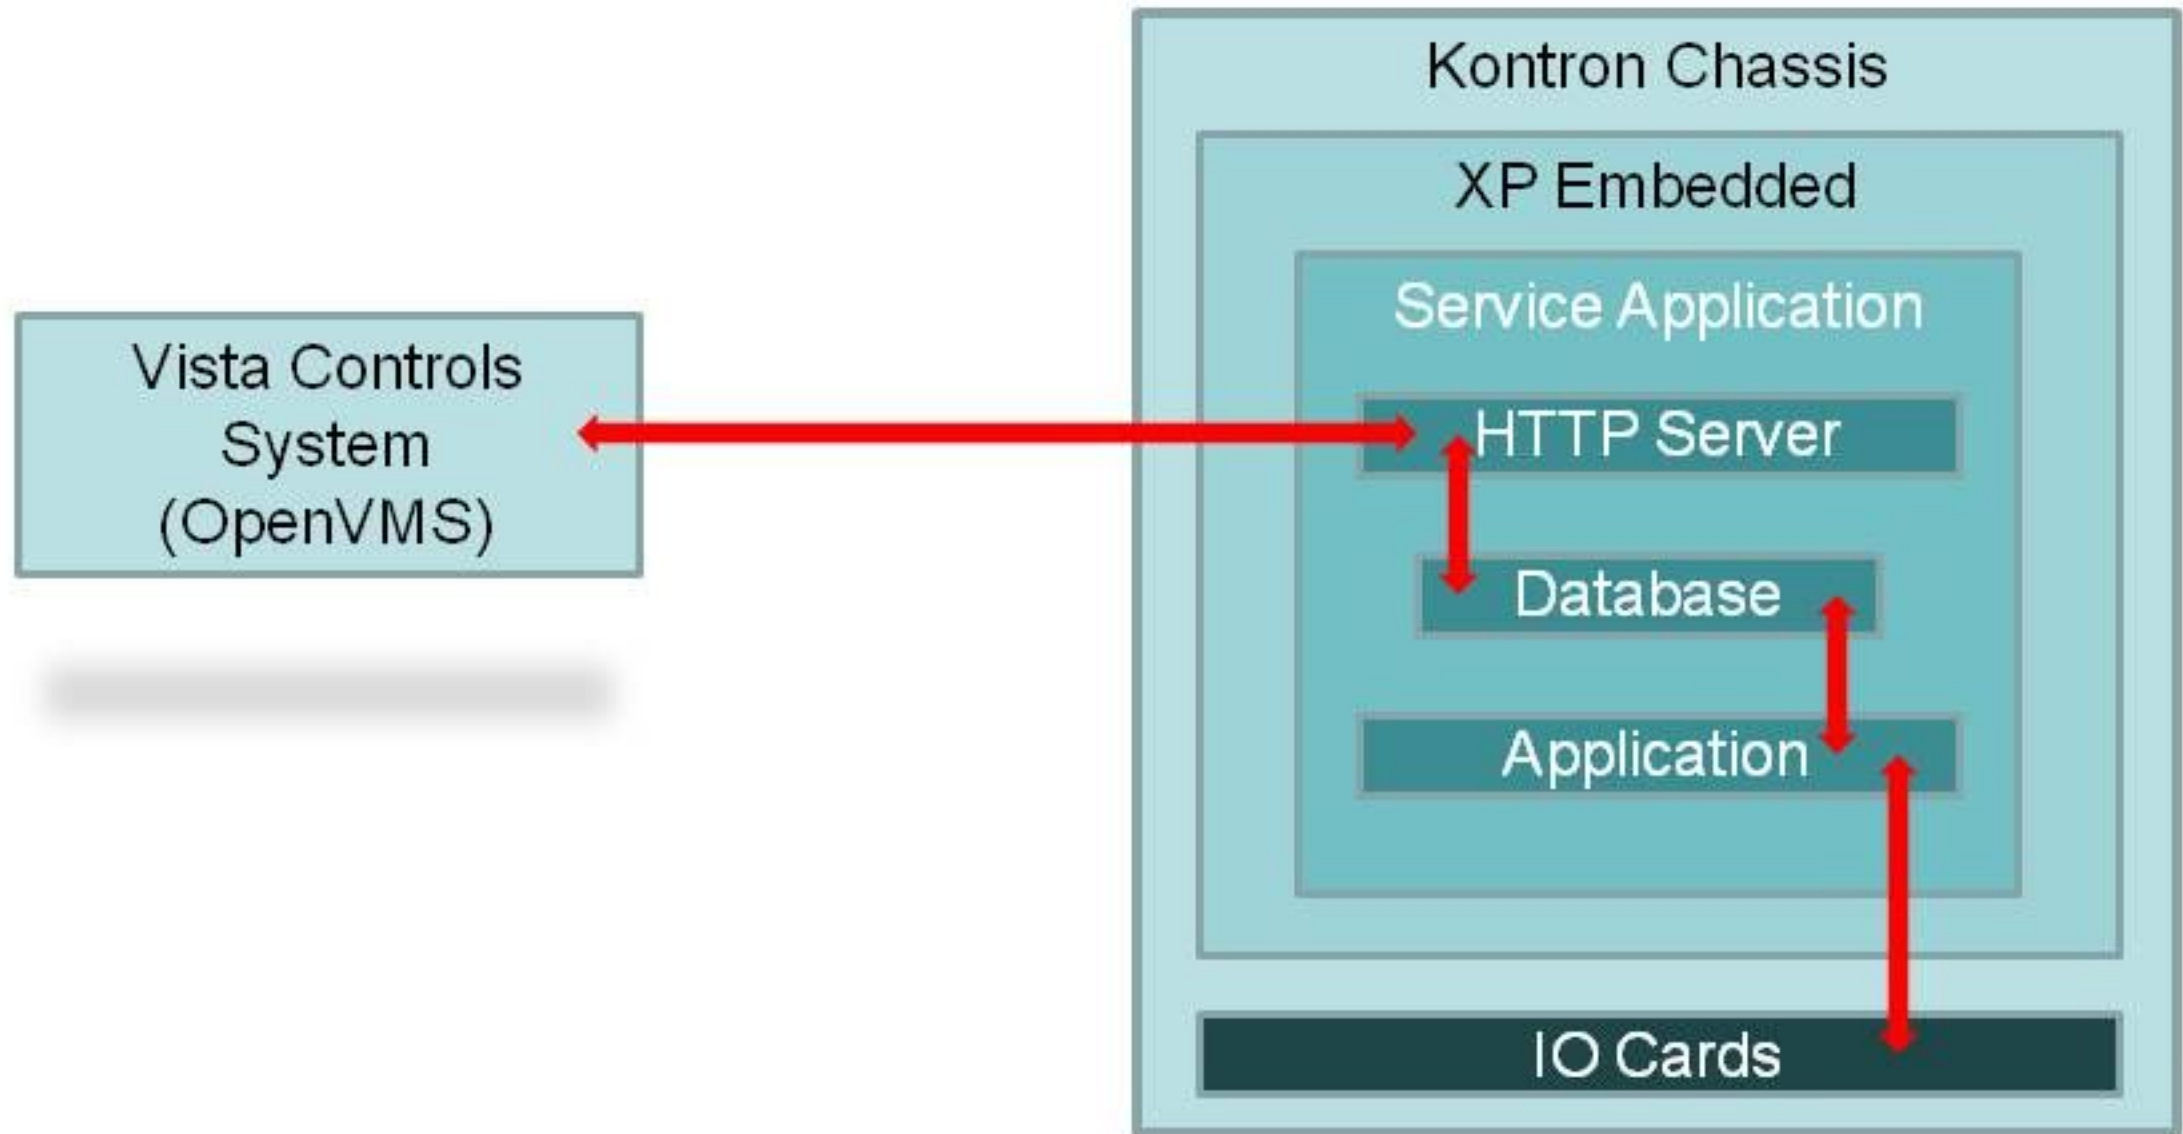 Kontron Chassis
XP Embedded
Service Application
Vista Controls
System
(OpenVMS)
HTTP Server
Database
Application
IO Cards